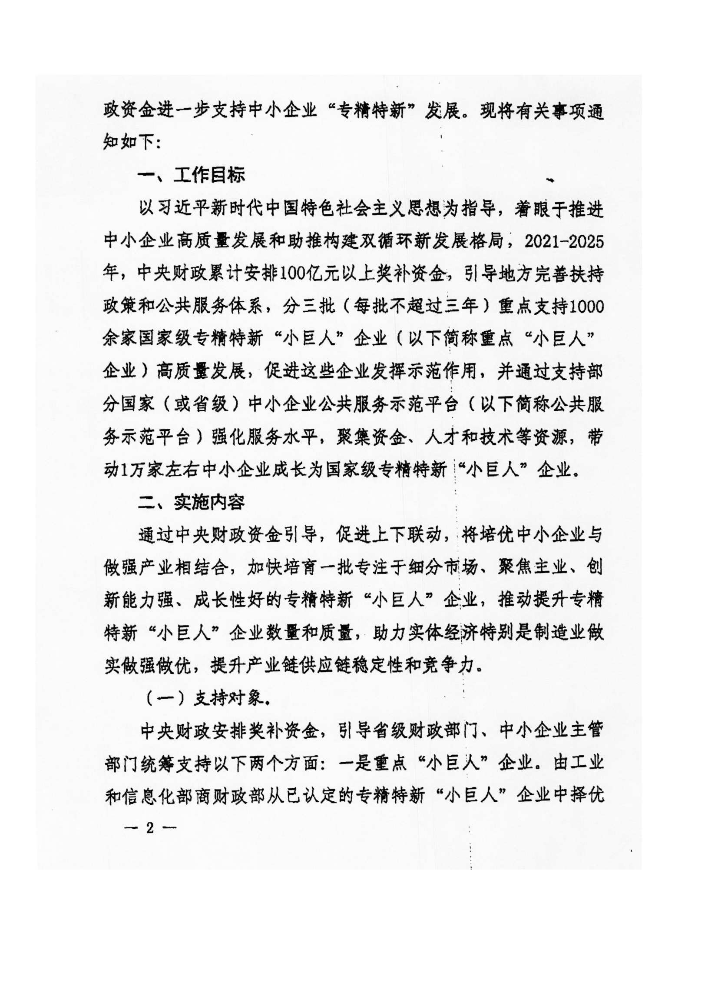 政资金进一步支持中小企业“专精特新”发展。现将有关事项通
知如下：
一、工作目标
以习近平新时代中国特色社会主义思想为指导，着眼于推进
中小企业高质量发展和助推构建双循环新发展格局，2021-2025
年，中央财政累计安排100亿元以上奖补资金，引导地方完善扶持
政策和公共服务体系，分三批（每批不超过三年）重点支持1000
余家国家级专精特新“小巨人”企业（以下简称重点“小巨人”
企业）高质量发展，促进这些企业发挥示范作用，并通过支持部
分国家（或省级）中小企业公共服务示范平台（以下简称公共服
务示范平台）强化服务水平，聚集资金、人才和技术等资源，带
动1万家左右中小企业成长为国家级专精特新“小巨人”企业。
二、实施内容
通过中央财政资金引导，促进上下联动，将培优中小企业与
做强产业相结合，加快培育一批专注于细分市场、聚焦主业、创
新能力强、成长性好的专精特新“小巨人”企业，推动提升专精
特新“小巨人”企业数量和质量，助力实体经济特别是制造业做
实做强做优，提升产业链供应链稳定性和竞争力。
（一）支持对象。
中央财政安排奖补资金，引导省级财政部门、中小企业主管
部门统筹支持以下两个方面：一是重点“小巨人”企业。由工业
和信息化部商财政部从已认定的专精特新“小巨人”企业中择优
— 2 —